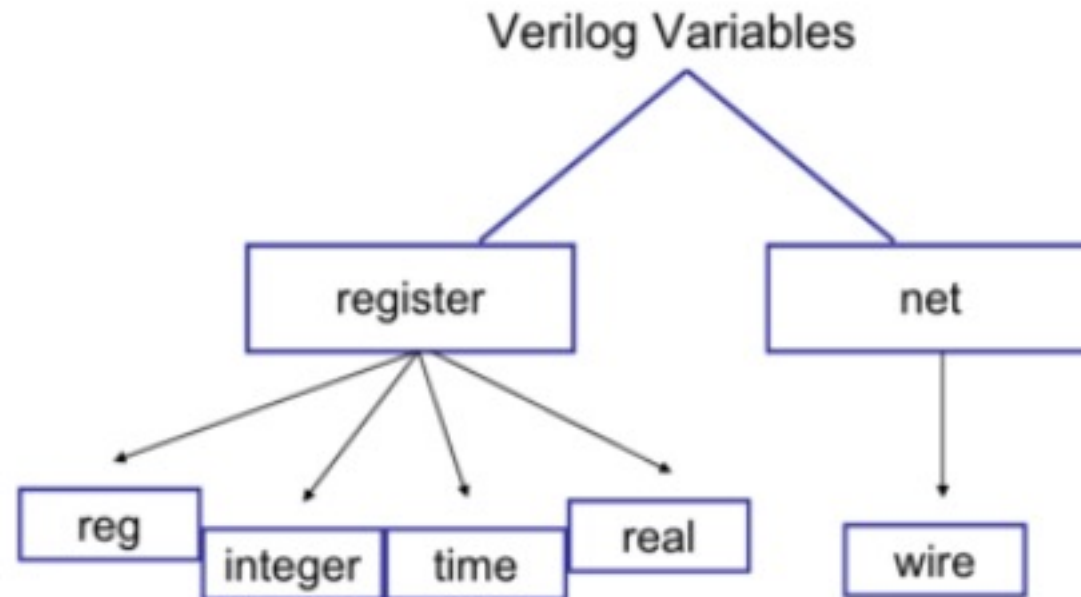 Verilog Variables
register
net
reg
integer
time
real
wire